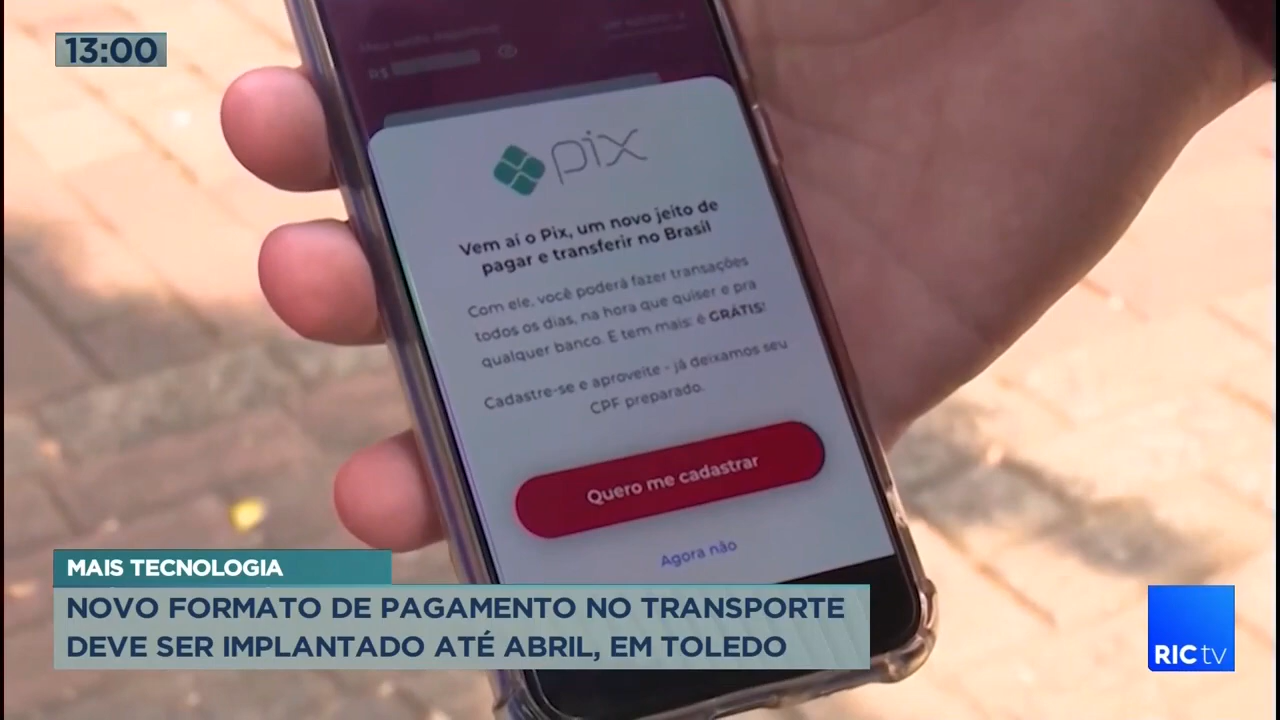 13:00
R$
pix
Vem aí o Pix, um novo jeito de
pagar e transferir no Brasil
Com ele, você poderá fazer transações
todos os dias, na hora que quiser e pra
qualquer banco. E tem mais: é GRÁTIS!
Cadastre-se e aproveite - já deixamos seu
CPF preparado.
Quero me cadastrar
Agora não
MAIS TECNOLOGIA
NOVO FORMATO DE PAGAMENTO NO TRANSPORTE
DEVE SER IMPLANTADO ATÉ ABRIL, EM TOLEDO
RIC tv